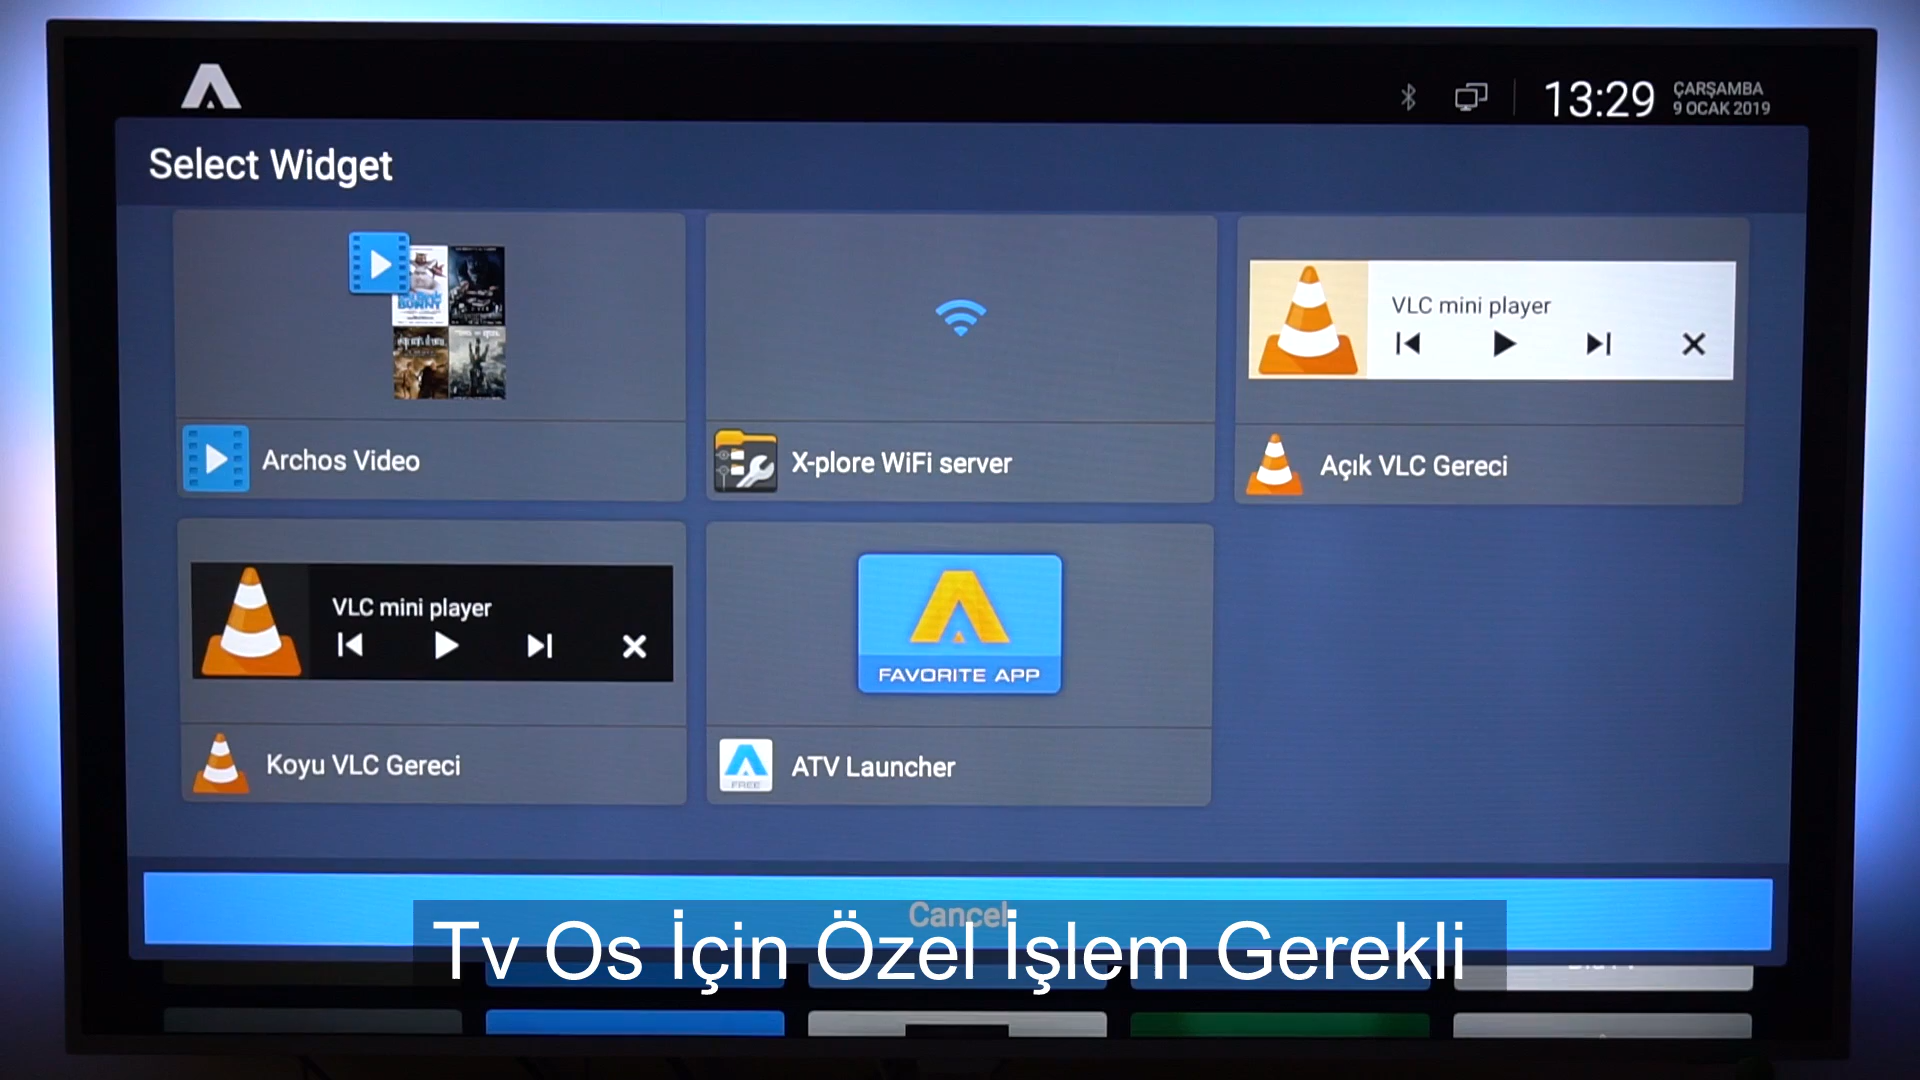 13:29
ÇARŞAMBA
9 OCAK 2019
Select Widget
VLC mini player
Archos Video
X-plore WiFi server
Açık VLC Gereci
VLC mini player
FAVORITE APP
Koyu VLC Gereci
FREE
ATV Launcher
Cancel
Tv Os İçin Özel İşlem Gerekli